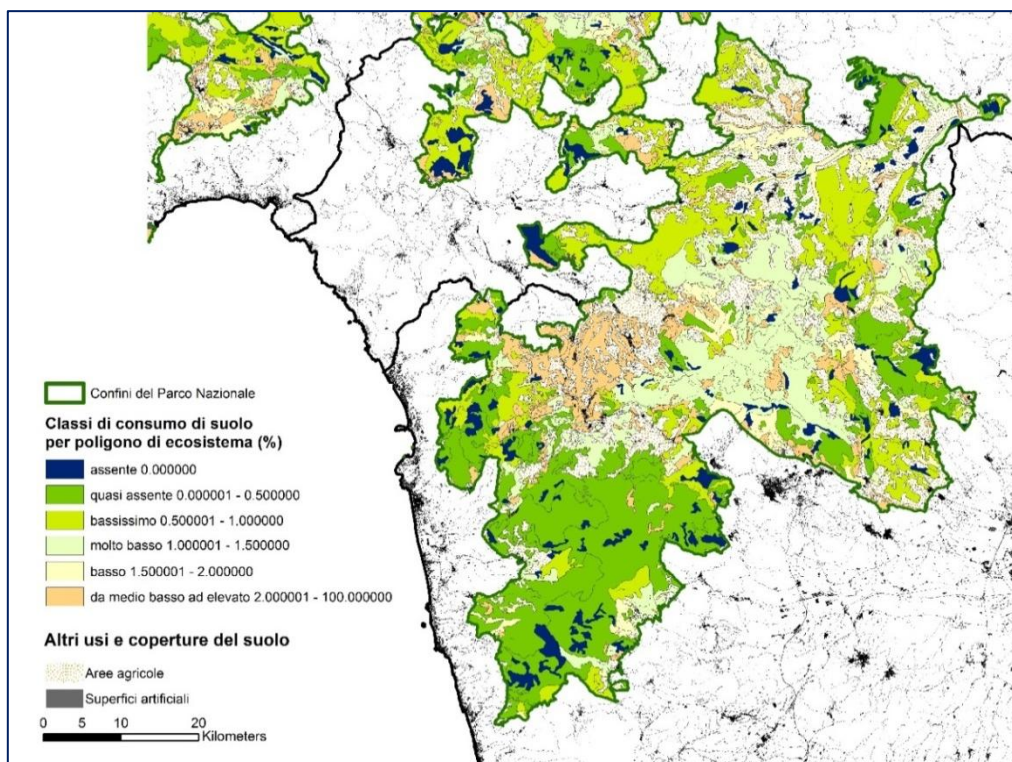 Confini del Parco Nazionale
Classi di consumo di suolo
per poligono di ecosistema (%)
assente 0.000000
quasi assente 0.000001 - 0.500000
bassissimo 0.500001 - 1.000000
molto basso 1.000001 - 1.500000
basso 1.500001 - 2.000000
da medio basso ad elevato 2.000001 - 100.000000
Altri usi e coperture del suolo
Aree agricole
Superfici artificiali
0 5 10 20
Kilometers